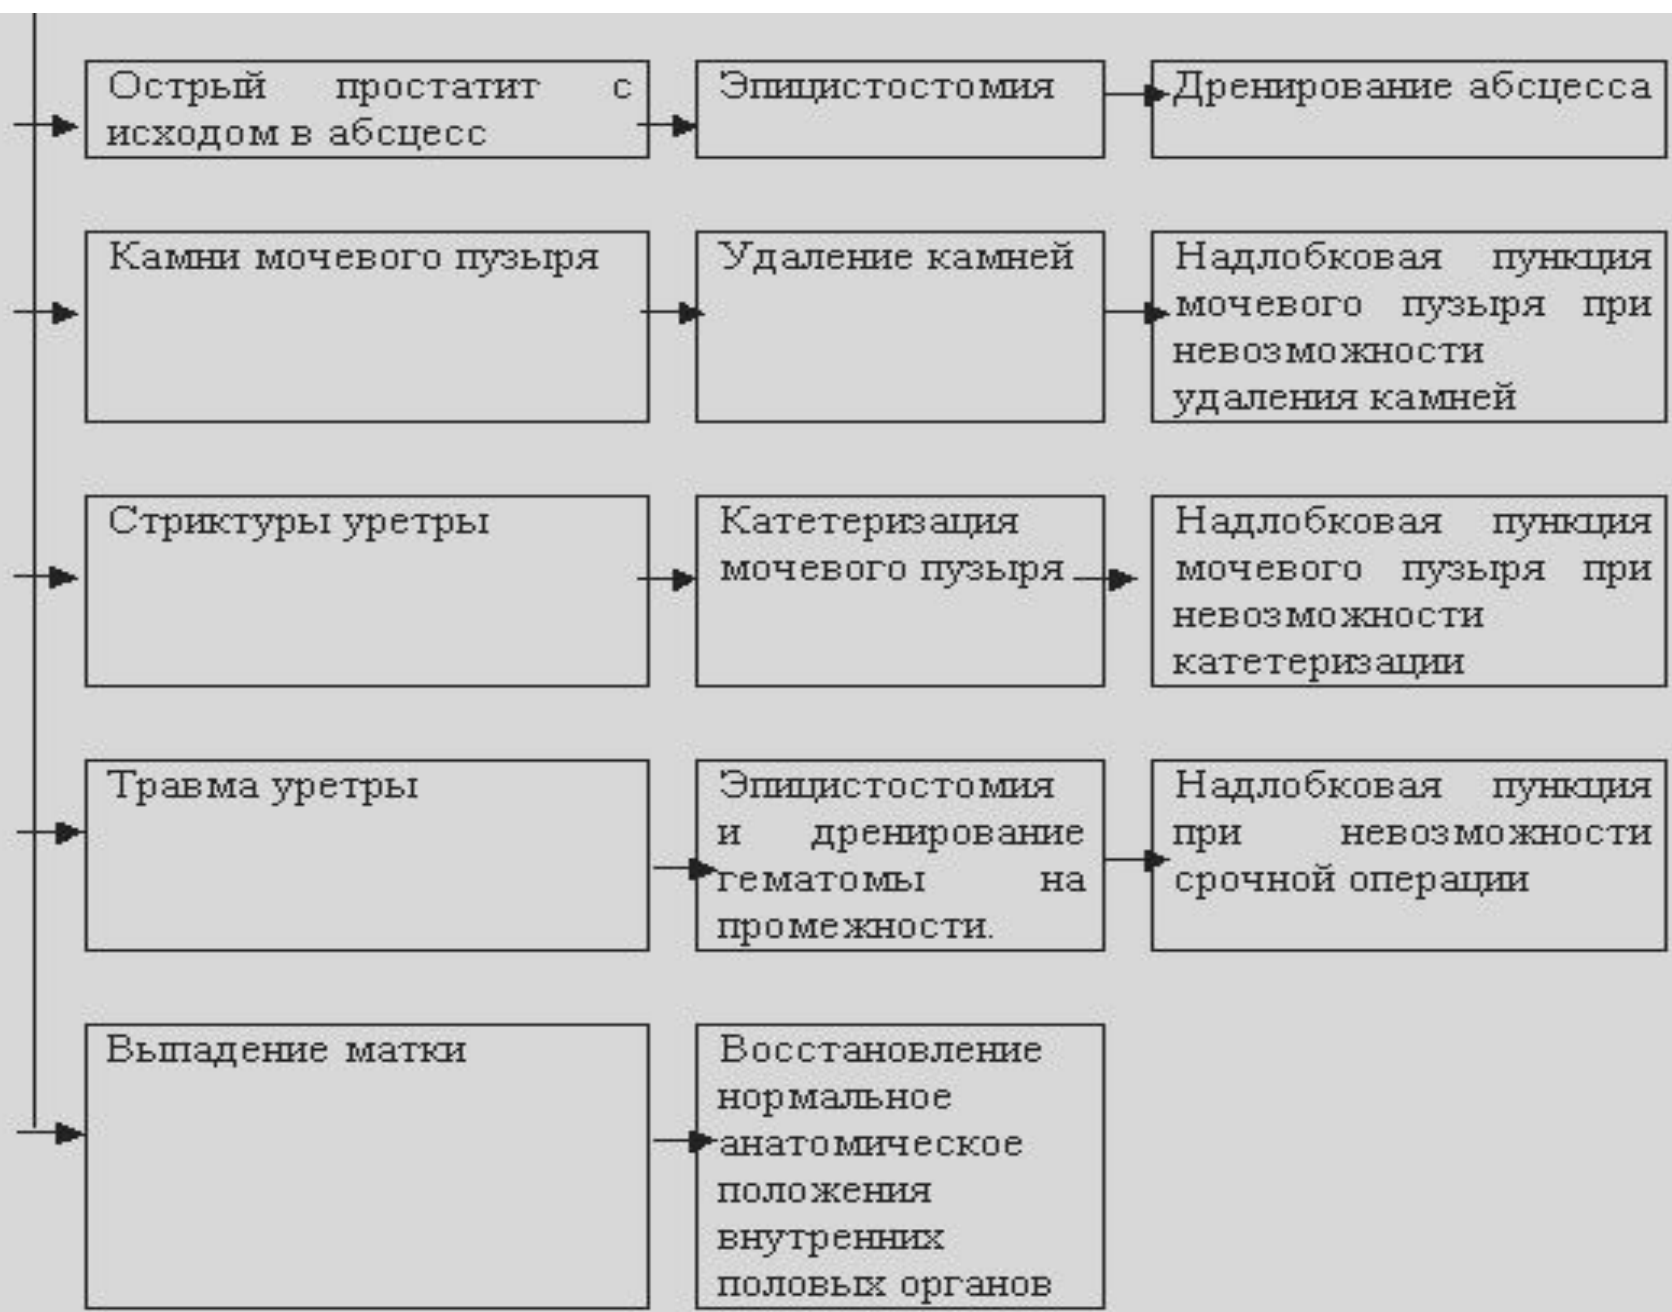 Острый простатит с
исходом в абсцесс
Эпицистостомия
Дренирование абсцесса
Камни мочевого пузыря
Удаление камней
Надлобковая пункция
мочевого пузыря при
невозможности
удаления камней
Стриктуры уретры
Катетеризация
мочевого пузыря
Надлобковая пункция
мочевого пузыря при
невозможности
катетеризации
Травма уретры
Эпицистостомия
и дренирование
гематомы на
промежности.
Надлобковая пункция
при невозможности
срочной операции
Выпадение матки
Восстановление
нормальное
анатомическое
положения
внутренних
половых органов